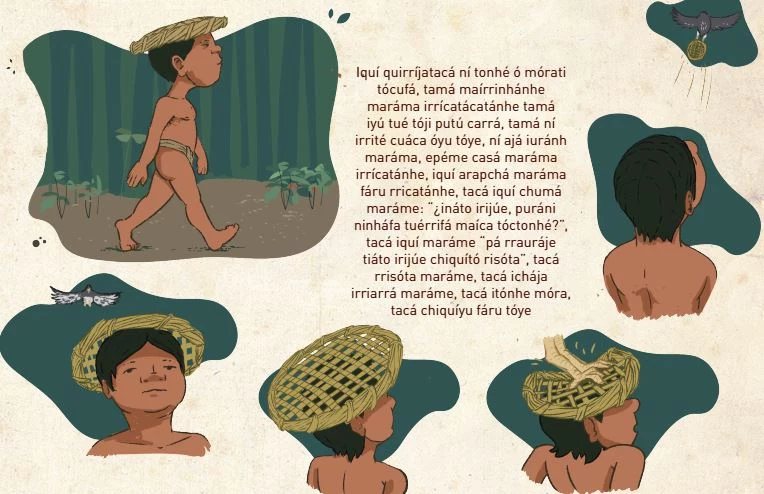 Iquí quirríjatacá ní tonhé ó mórati
tócufá, tamá maírrinhánhe
maráma irrícatácatánhe tamá
iyú tué tóji putú carrá, tamá ní
irrité cuáca óyu tóye, ní ajá iuránh
maráma, epéme casá maráma
irrícatánhe, iquí arapchá maráma
fáru rricatánhe, tacá iquí chumá
maráme: “¿ináto irijúe, puráni
nínháfa tuérrifá maíca tóctonhé?”,
tacá iquí maráme “pá rrauráje
tiáto irijúe chiquító risóta”, tacá
rrisóta maráme, tacá ichája
irriarrá maráme, tacá itónhe móra,
tacá chiquíyu fáru tóye